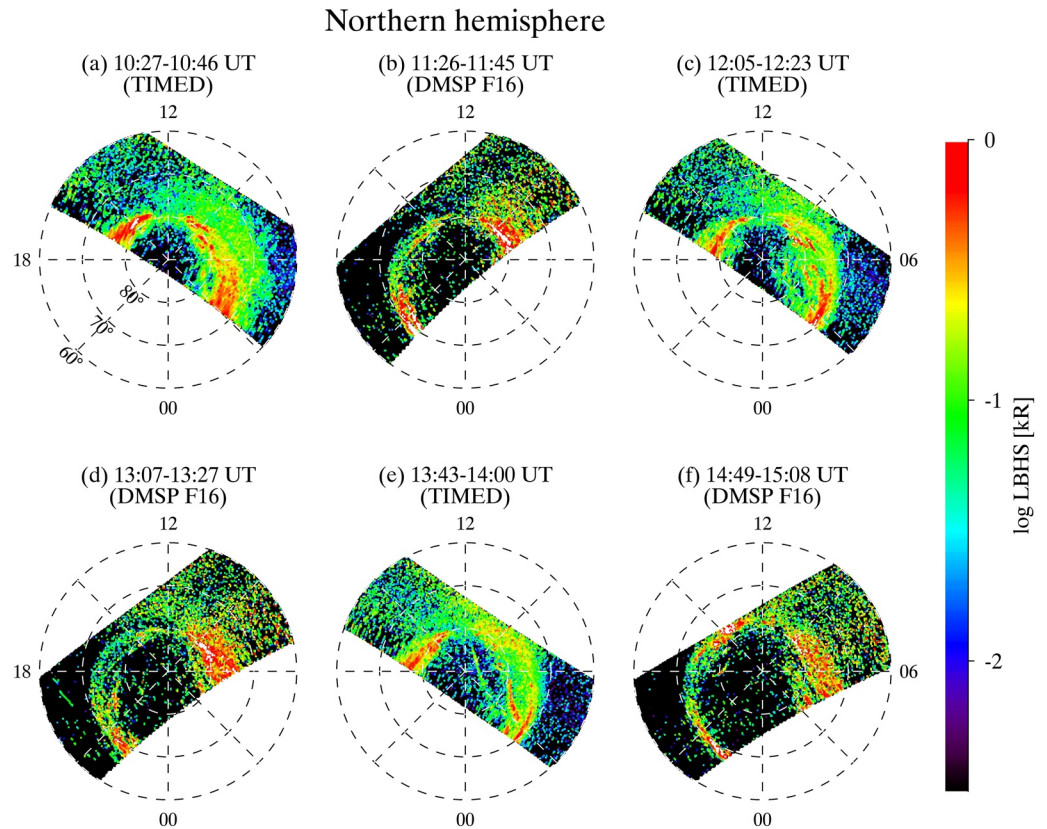 Northern hemisphere
(a) 10:27-10:46 UT
(TIMED)
(b) 11:26-11:45 UT
(DMSP F16)
(c) 12:05-12:23 UT
(TIMED)
12
12
12
0
18
06
80°
70°
60°
-1
00
00
00
log LBHS [kR]
(d) 13:07-13:27 UT
(DMSP F16)
(e) 13:43-14:00 UT
(TIMED)
(f) 14:49-15:08 UT
(DMSP F16)
12
12
12
-2
18
06
00
00
00